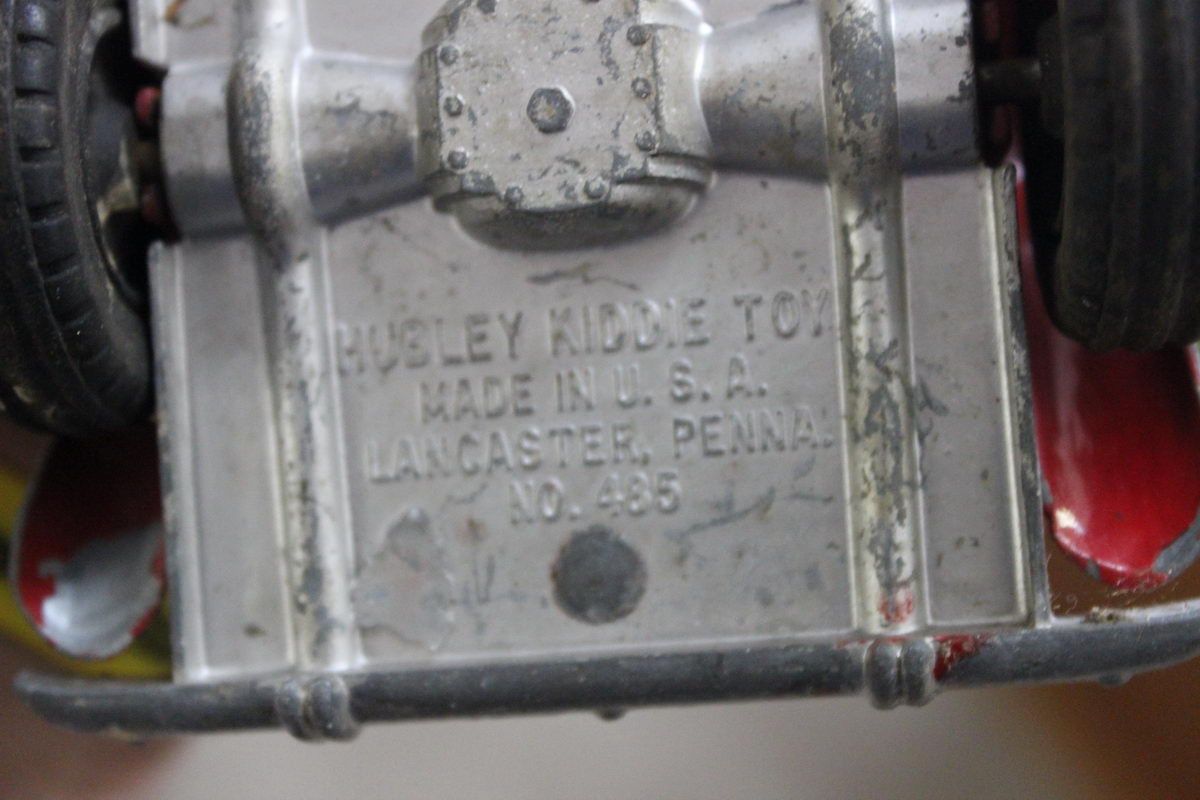 HUBLEY KIDDIE TOY
MADE IN U. S. A.
LANCASTER, PENNA.
NO. 485